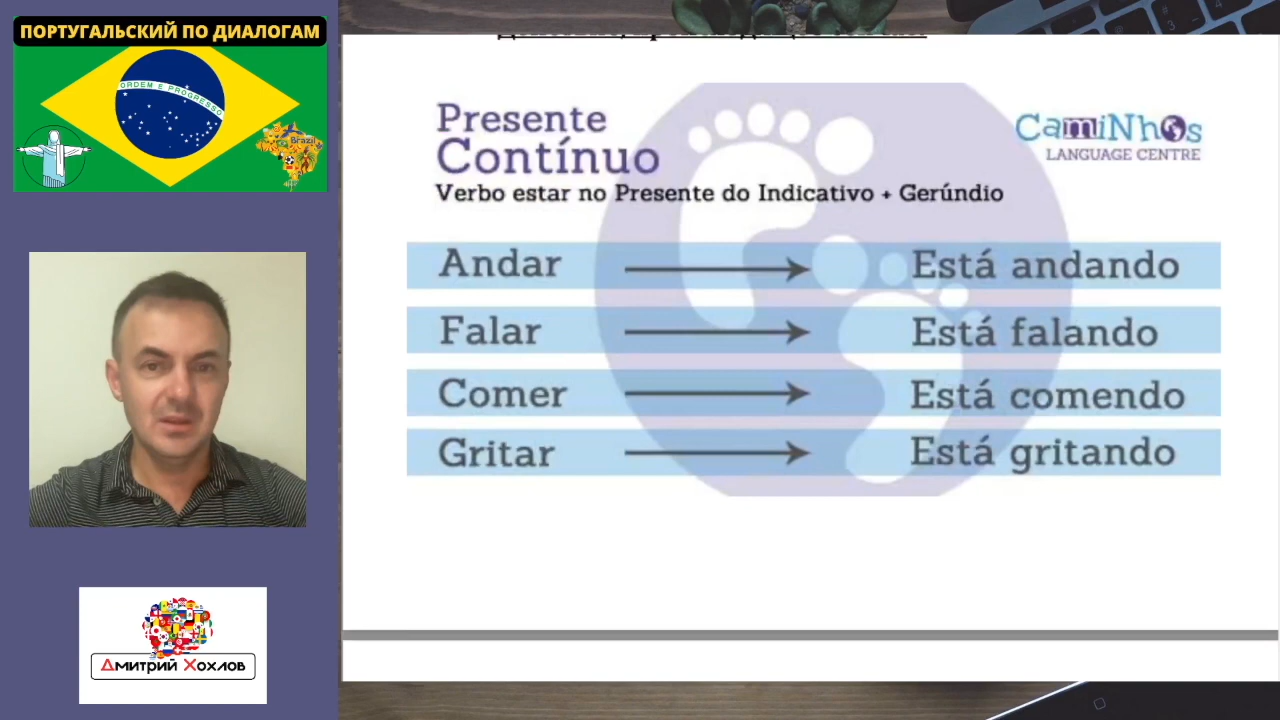 ПОРТУГАЛЬСКИЙ ПО ДИАЛОГАМ
ORDEM E PROGRESSO
Brazil
Дмитрий Хохлов
Presente
Contínuo
Verbo estar no Presente do Indicativo + Gerúndio
CamiNhos
LANGUAGE CENTRE
Andar Está andando
Falar Está falando
Comer Está comendo
Gritar Está gritando